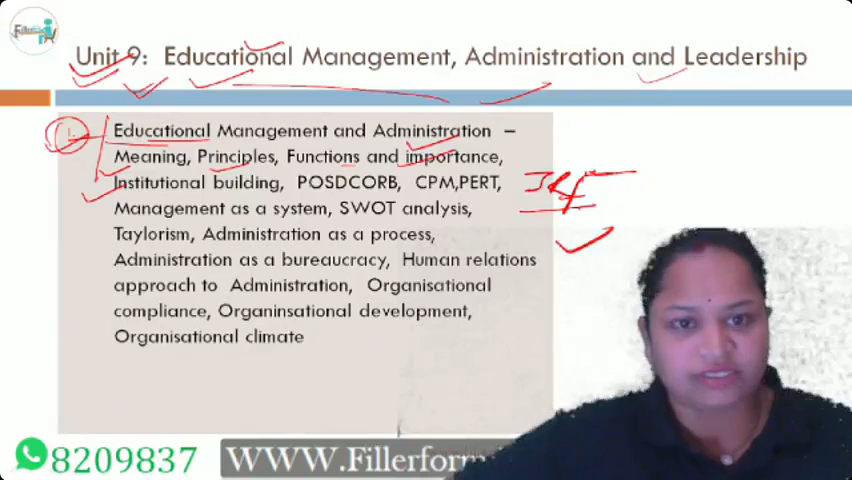 Filler
Unit 9: Educational Management, Administration and Leadership
1.
Educational Management and Administration –
Meaning, Principles, Functions and importance,
Institutional building, POSDCORB, CPM,PERT,
Management as a system, SWOT analysis,
Taylorism, Administration as a process,
Administration as a bureaucracy, Human relations
approach to Administration, Organisational
compliance, Organinsational development,
Organisational climate
8209837
WWW.Fillerform